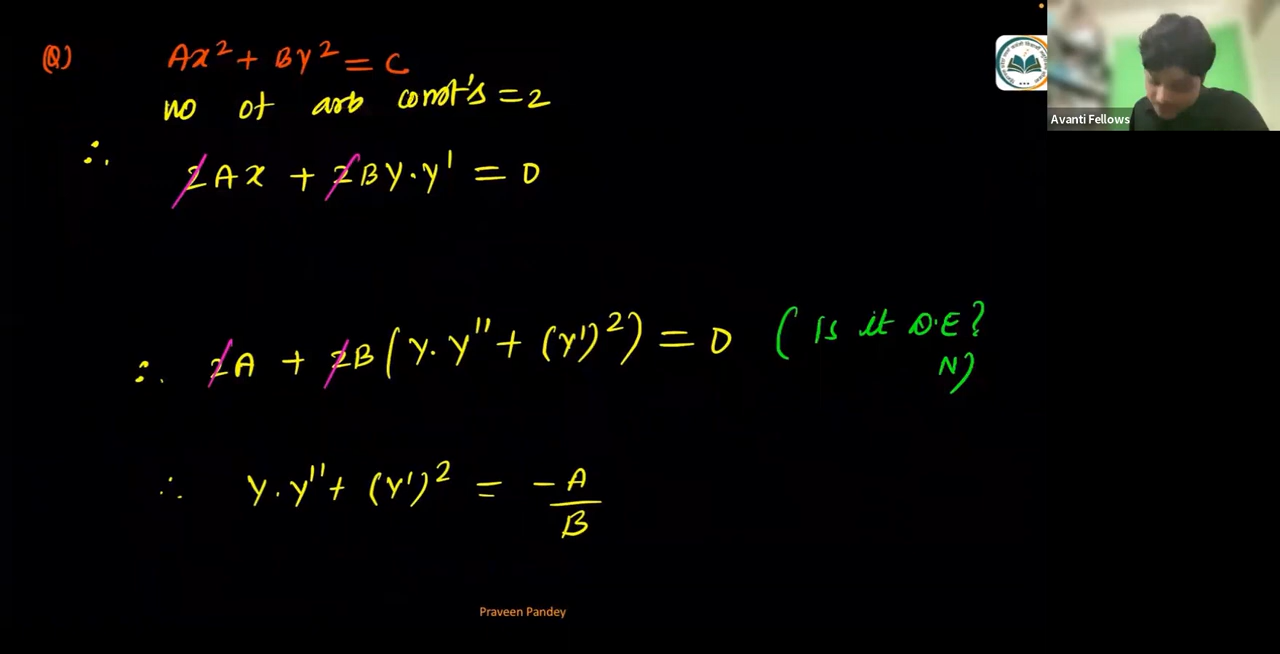 (Q) Ax² + By² = C
no of arb const's = 2
∴ 2Ax + 2By·y' = 0
∴ 2A + 2B(y·y'' + (y')²) = 0 (Is it D.E?
N)
∴ y·y'' + (y')² = -A/B
Avanti Fellows
Praveen Pandey